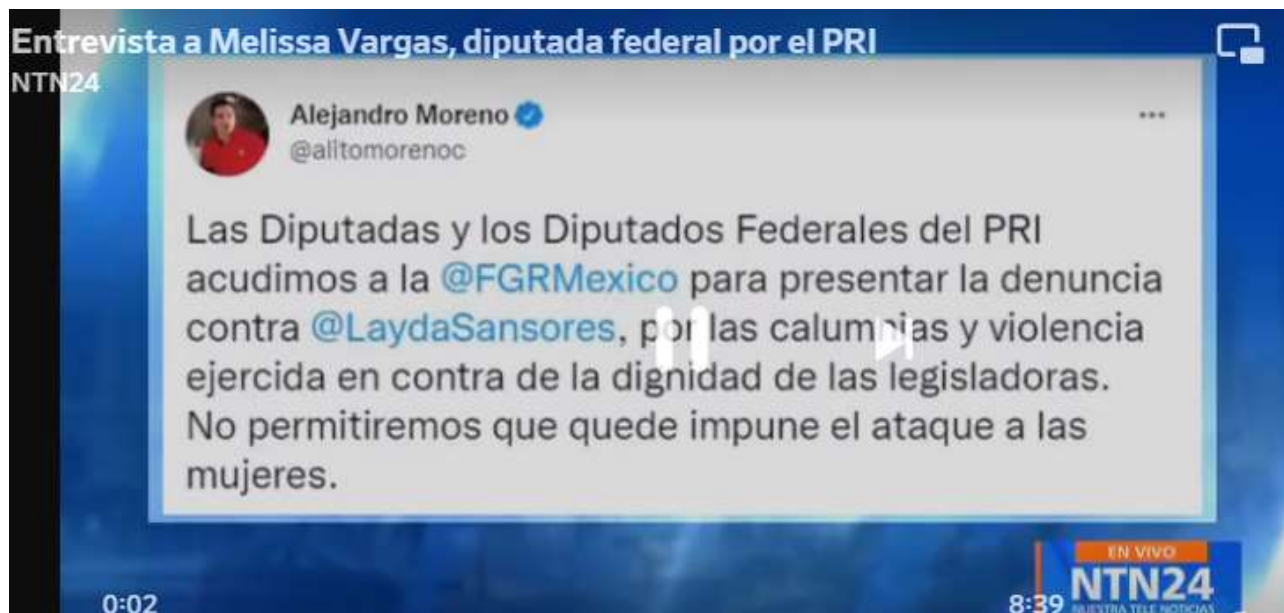 Entrevista a Melissa Vargas, diputada federal por el PRI
NTN24
Alejandro Moreno
@alitomorenoc
Las Diputadas y los Diputados Federales del PRI
acudimos a la @FGRMexico para presentar la denuncia
contra @LaydaSansores, por las calumnias y violencia
ejercida en contra de la dignidad de las legisladoras.
No permitiremos que quede impune el ataque a las
mujeres.
EN VIVO
NTN24
NUESTRA TELE NOTICIAS
0:02
8:39